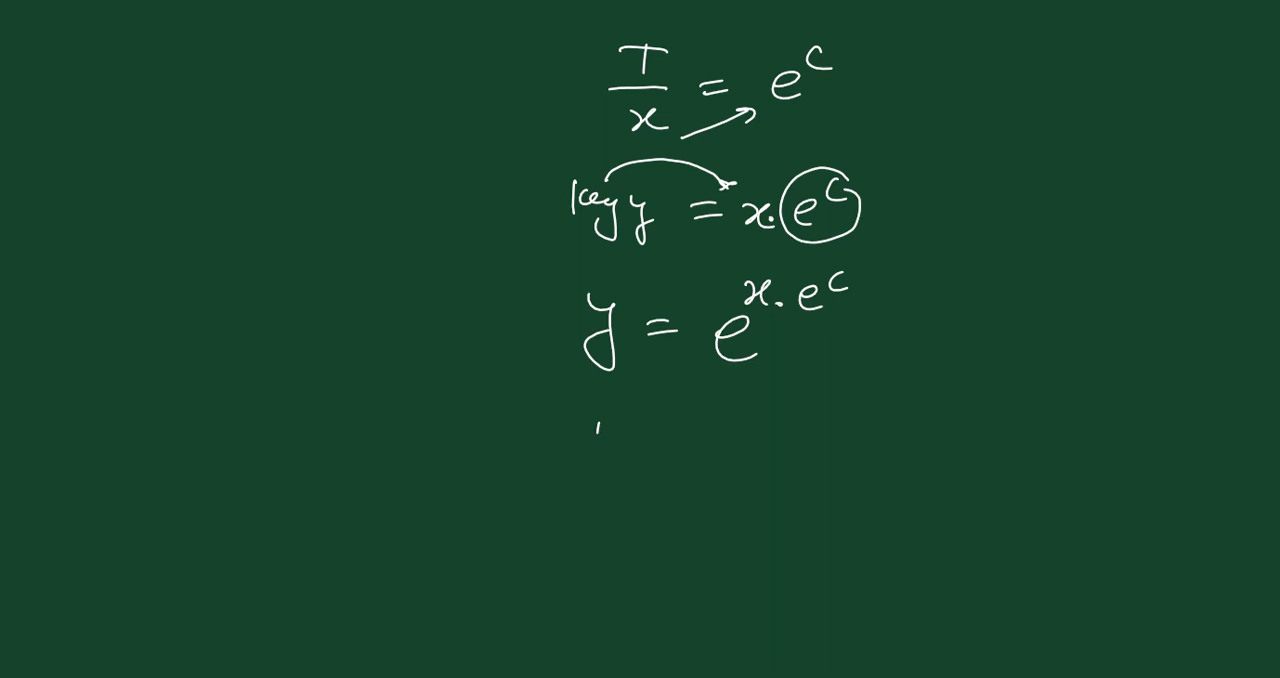 T/x = e^c
log y = x.e^c
y = e^{x.e^c}